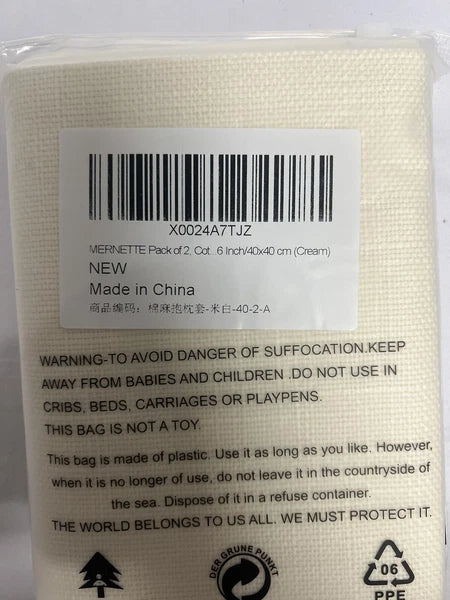 X0024A7TJZ
MERNETTE Pack of 2, Cot...6 Inch/40x40 cm (Cream)
NEW
Made in China
商品编码：棉麻抱枕套-米白-40-2-A
WARNING-TO AVOID DANGER OF SUFFOCATION.KEEP
AWAY FROM BABIES AND CHILDREN .DO NOT USE IN
CRIBS, BEDS, CARRIAGES OR PLAYPENS.
THIS BAG IS NOT A TOY.
This bag is made of plastic. Use it as long as you like. However,
when it is no longer of use, do not leave it in the countryside of
the sea. Dispose of it in a refuse container.
THE WORLD BELONGS TO US ALL. WE MUST PROTECT IT.
DER GRUNE PUNKT
06
PPE